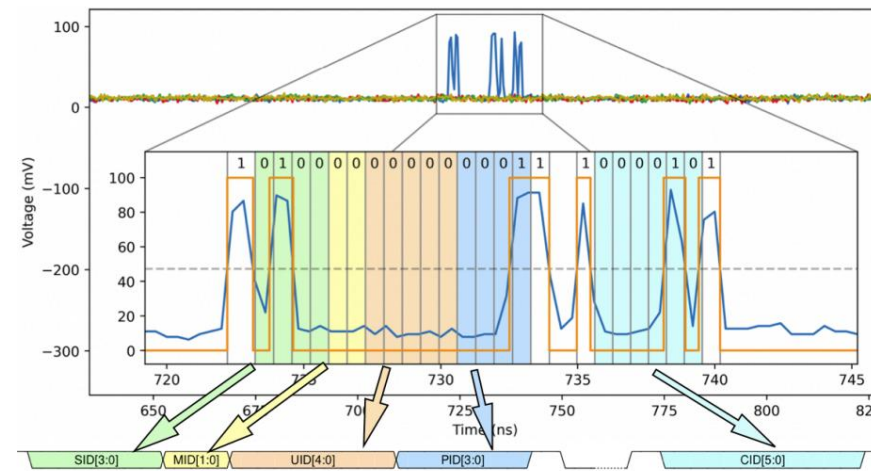 100
0
−100
−200
−300
Voltage (mV)
1 0 1 0 0 0 0 0 0 0 0 0 0 0 0 1 1 1 0 0 0 0 1 0 1
100
80
60
40
20
0
720 730 735 740 745
650 725 750 775 800
Time (ns)
SID[3:0] MID[1:0] UID[4:0] PID[3:0] CID[5:0]